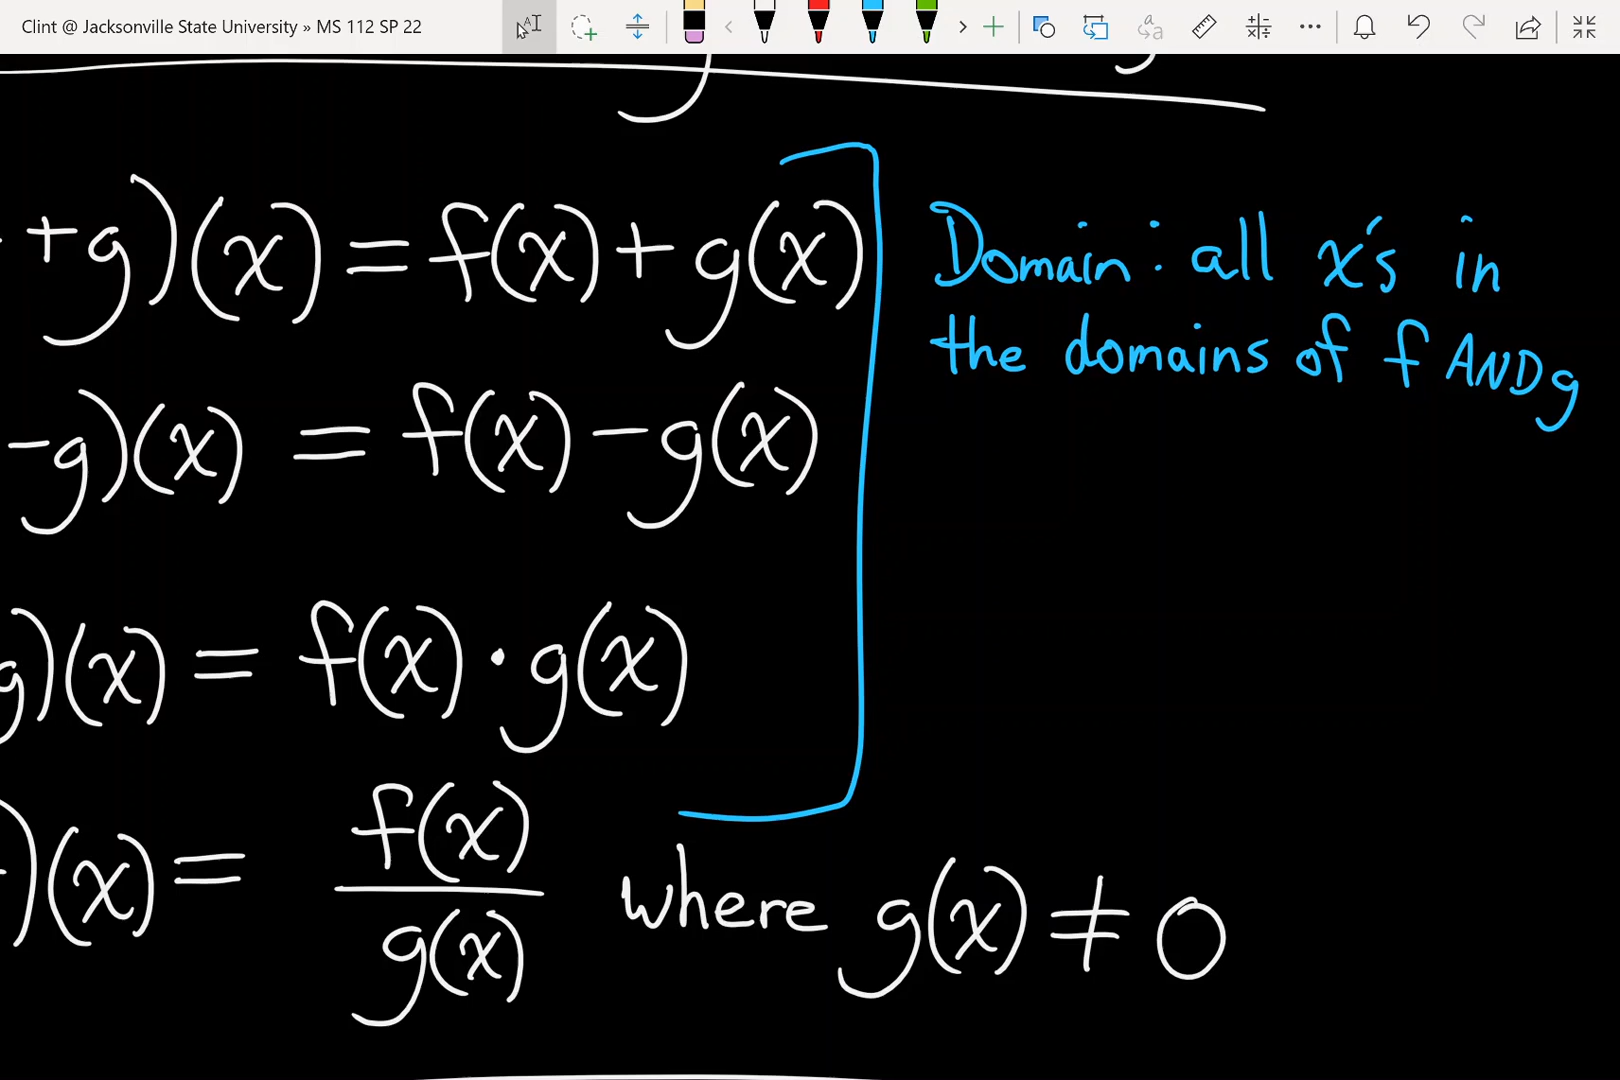 Clint @ Jacksonville State University » MS 112 SP 22
+g)(x) = f(x) + g(x)
Domain: all x's in
the domains of f AND g
-g)(x) = f(x) - g(x)
g)(x) = f(x) · g(x)
)(x) = f(x)/g(x) where g(x) ≠ 0